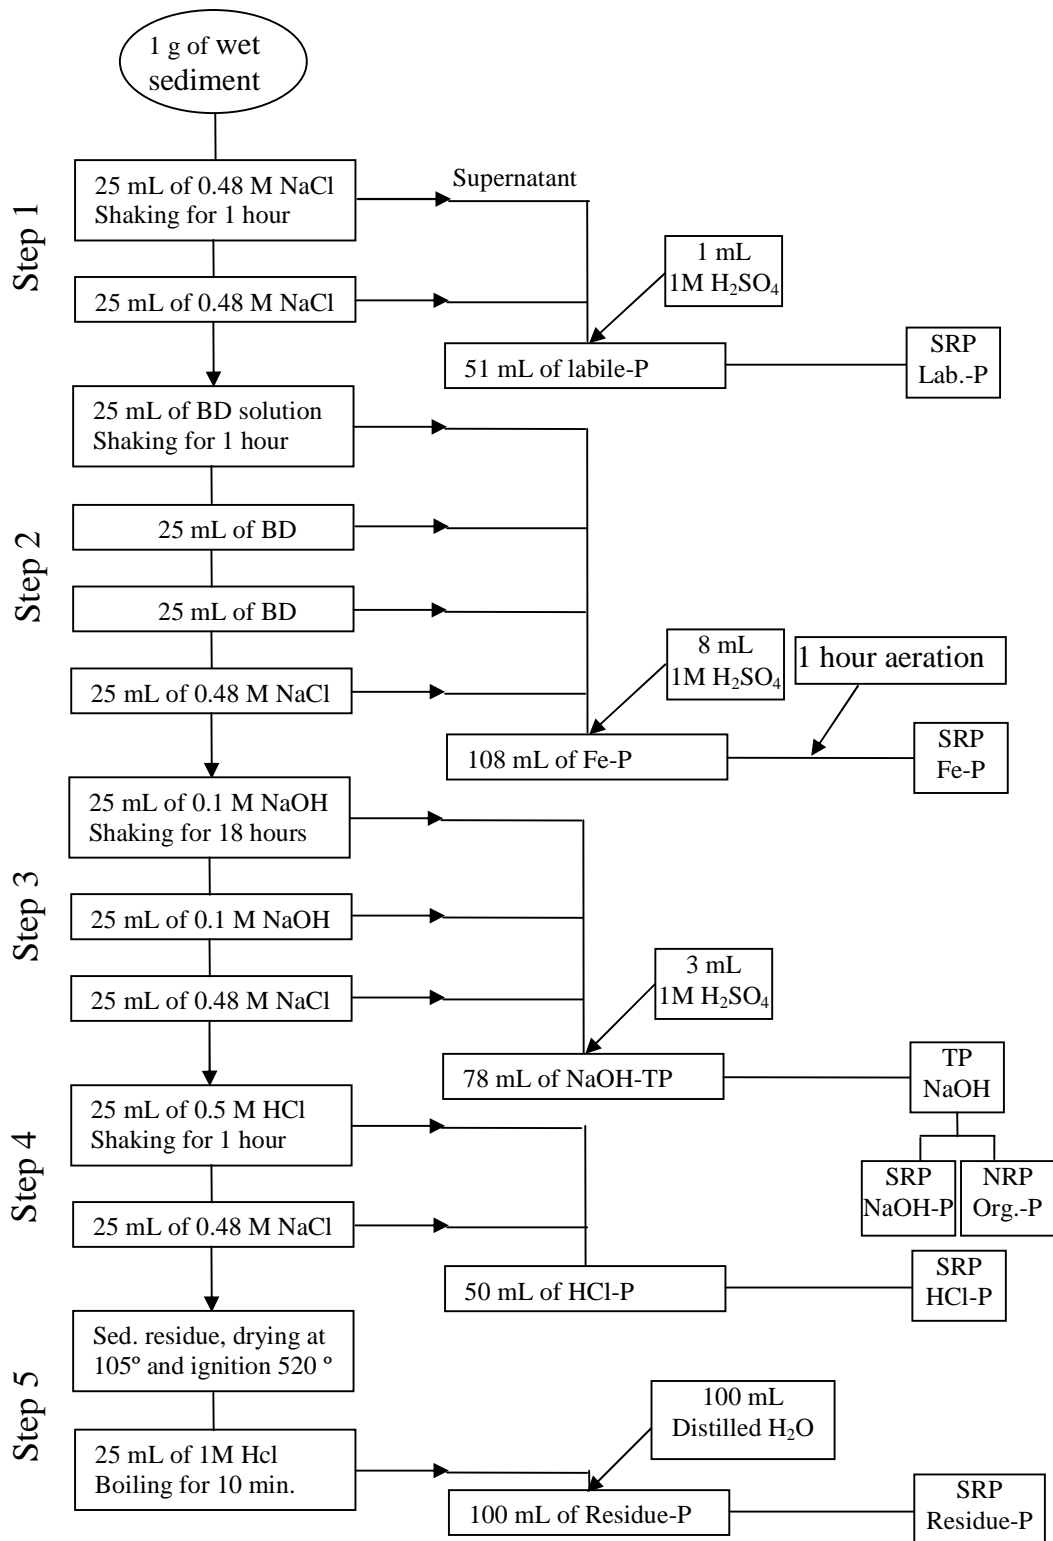 1 g of wet
sediment
Step 1
25 mL of 0.48 M NaCl
Shaking for 1 hour
Supernatant
25 mL of 0.48 M NaCl
1 mL
1M H₂SO₄
51 mL of labile-P
SRP
Lab.-P
Step 2
25 mL of BD solution
Shaking for 1 hour
25 mL of BD
25 mL of BD
25 mL of 0.48 M NaCl
8 mL
1M H₂SO₄
1 hour aeration
108 mL of Fe-P
SRP
Fe-P
Step 3
25 mL of 0.1 M NaOH
Shaking for 18 hours
25 mL of 0.1 M NaOH
25 mL of 0.48 M NaCl
3 mL
1M H₂SO₄
78 mL of NaOH-TP
TP
NaOH
SRP
NaOH-P
NRP
Org.-P
Step 4
25 mL of 0.5 M HCl
Shaking for 1 hour
25 mL of 0.48 M NaCl
50 mL of HCl-P
SRP
HCl-P
Step 5
Sed. residue, drying at
105º and ignition 520 º
25 mL of 1M Hcl
Boiling for 10 min.
100 mL
Distilled H₂O
100 mL of Residue-P
SRP
Residue-P